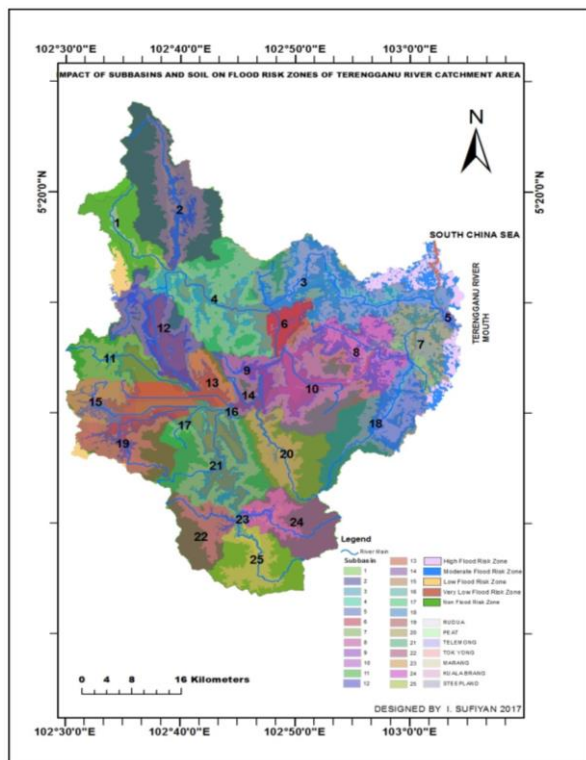 102°30'0"E 102°40'0"E 102°50'0"E 103°0'0"E
IMPACT OF SUBBASINS AND SOIL ON FLOOD RISK ZONES OF TERENGGANU RIVER CATCHMENT AREA
N
5°20'0"N
5°20'0"N
SOUTH CHINA SEA
TERENGGANU RIVER
MOUTH
1
2
3
4
5
6
7
8
9
10
11
12
13
14
15
16
17
18
19
20
21
22
23
24
25
Legend
River Main
Subbasin
1
2
3
4
5
6
7
8
9
10
11
12
13
14
15
16
17
18
19
20
21
22
23
24
25
High Flood Risk Zone
Moderate Flood Risk Zone
Low Flood Risk Zone
Very Low Flood Risk Zone
Non Flood Risk Zone
RUDUA
PEAT
TELEMONG
TOK YONG
MARANG
KUALA BRANG
STEEPLAND
0 4 8 16 Kilometers
DESIGNED BY I. SUFIYAN 2017
102°30'0"E 102°40'0"E 102°50'0"E 103°0'0"E